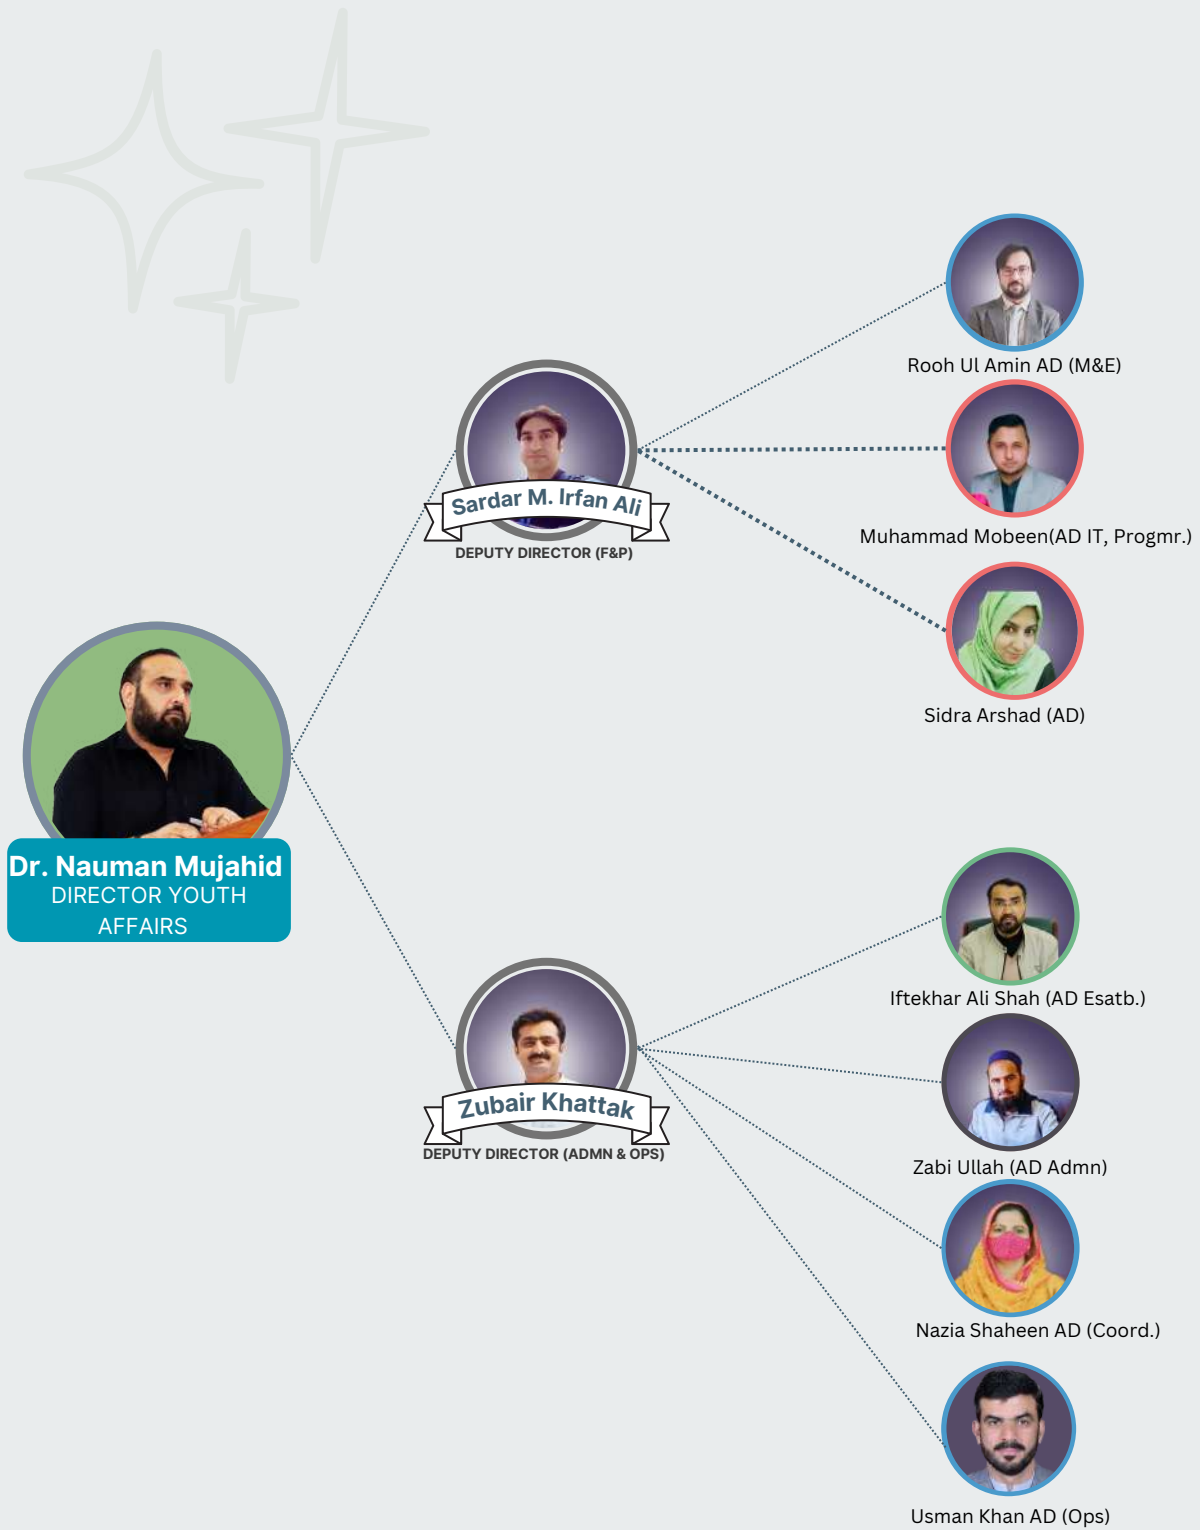 Rooh Ul Amin AD (M&E)
Sardar M. Irfan Ali
DEPUTY DIRECTOR (F&P)
Muhammad Mobeen(AD IT, Progmr.)
Sidra Arshad (AD)
Dr. Nauman Mujahid
DIRECTOR YOUTH
AFFAIRS
Iftekhar Ali Shah (AD Esatb.)
Zubair Khattak
DEPUTY DIRECTOR (ADMN & OPS)
Zabi Ullah (AD Admn)
Nazia Shaheen AD (Coord.)
Usman Khan AD (Ops)